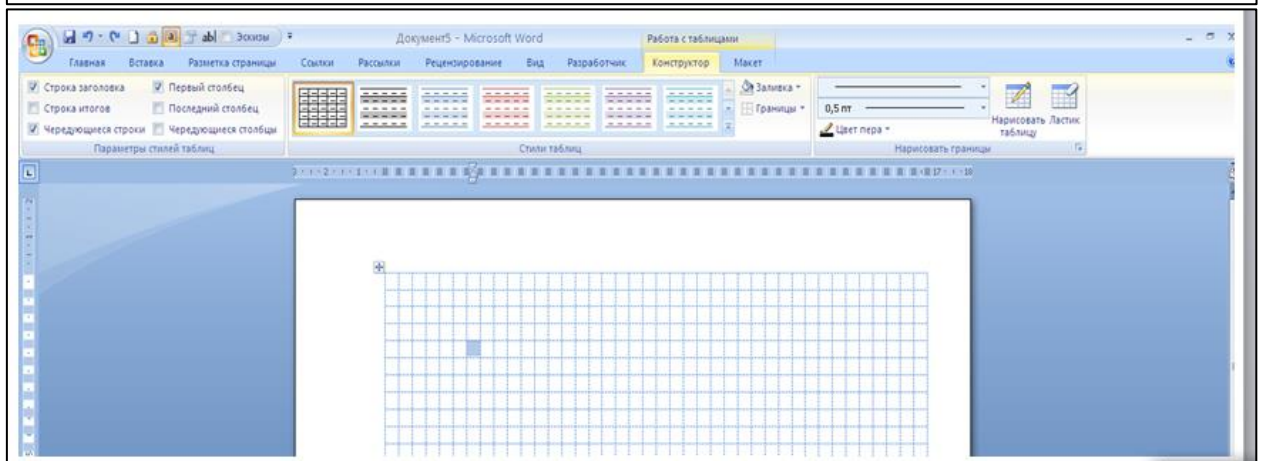 Эскизы
Документ5 - Microsoft Word
Работа с таблицами
Главная Вставка Разметка страницы Ссылки Рассылки Рецензирование Вид Разработчик Конструктор Макет
Строка заголовка Первый столбец
Строка итогов Последний столбец
Чередующиеся строки Чередующиеся столбцы
Параметры стилей таблиц
Стили таблиц
Заливка
Границы
0,5 пт
Цвет пера
Нарисовать таблицу
Ластик
Нарисовать границы